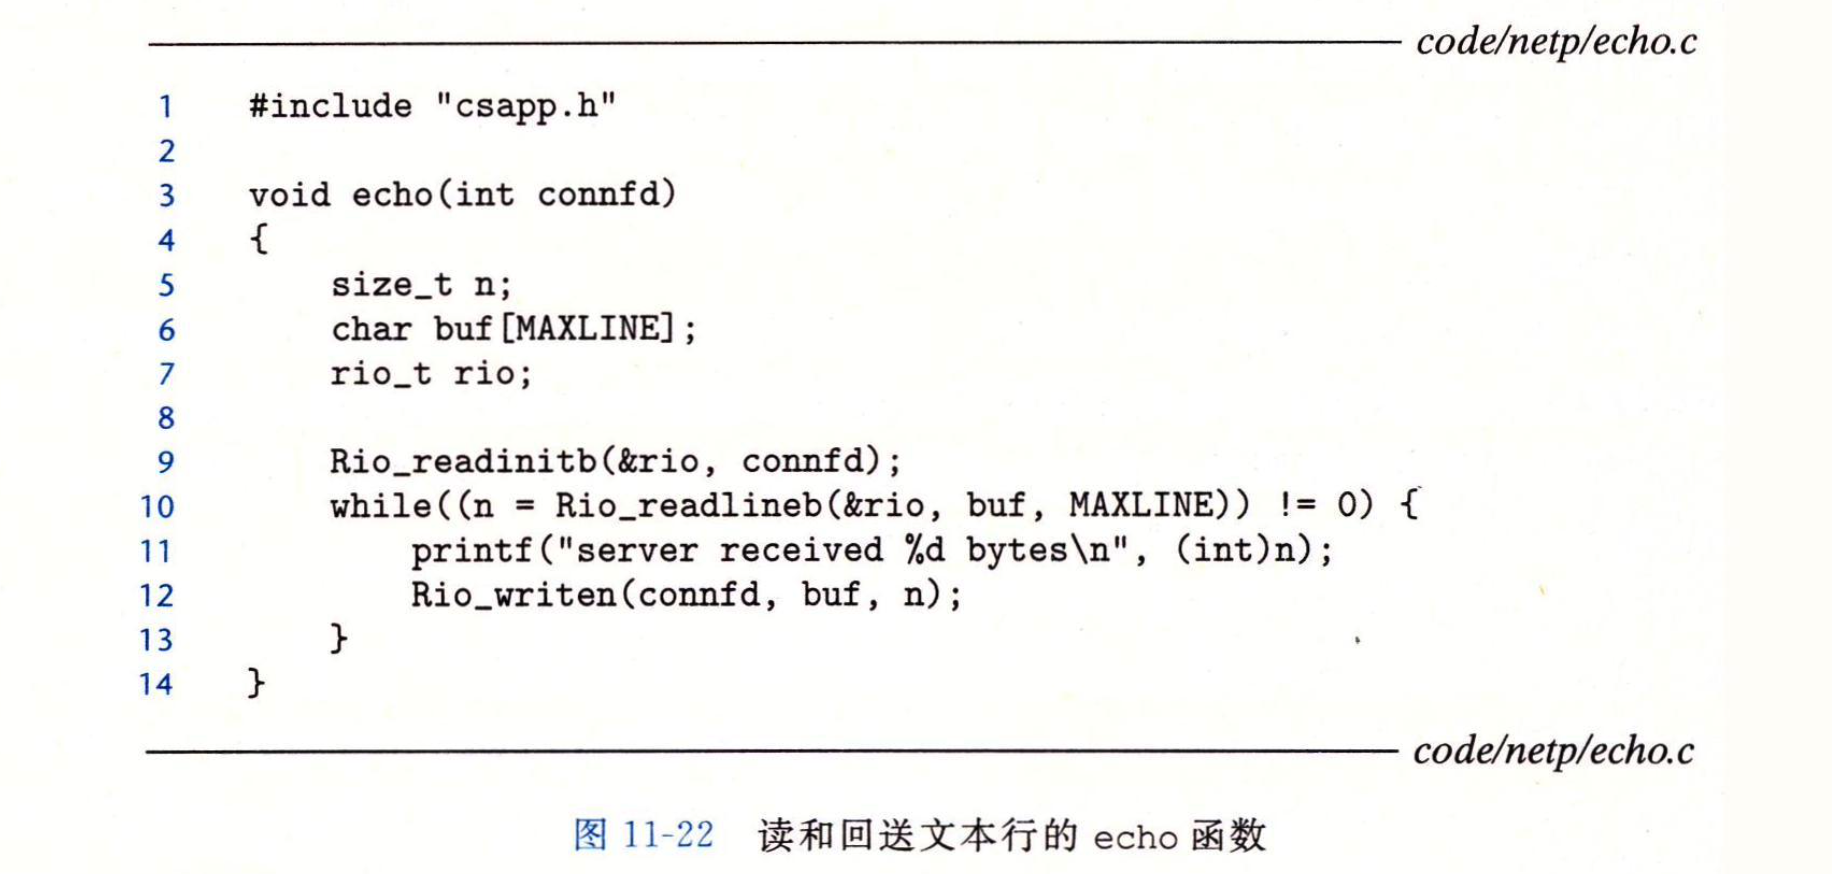 code/netp/echo.c
1 #include "csapp.h"
2
3 void echo(int connfd)
4 {
5     size_t n;
6     char buf[MAXLINE];
7     rio_t rio;
8
9     Rio_readinitb(&rio, connfd);
10     while((n = Rio_readlineb(&rio, buf, MAXLINE)) != 0) {
11         printf("server received %d bytes\n", (int)n);
12         Rio_writen(connfd, buf, n);
13     }
14 }
code/netp/echo.c
图 11-22 读和回送文本行的 echo 函数